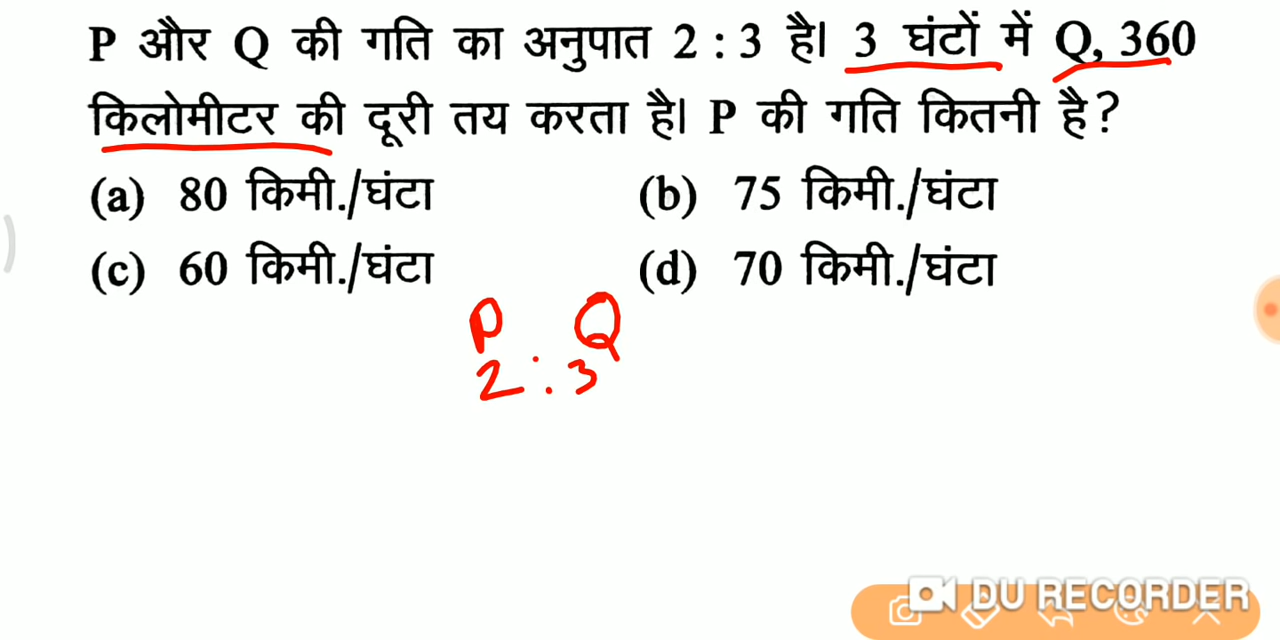 P और Q की गति का अनुपात 2 : 3 है। 3 घंटों में Q, 360
किलोमीटर की दूरी तय करता है। P की गति कितनी है?
(a) 80 किमी./घंटा (b) 75 किमी./घंटा
(c) 60 किमी./घंटा (d) 70 किमी./घंटा
P Q
2 : 3
DU RECORDER